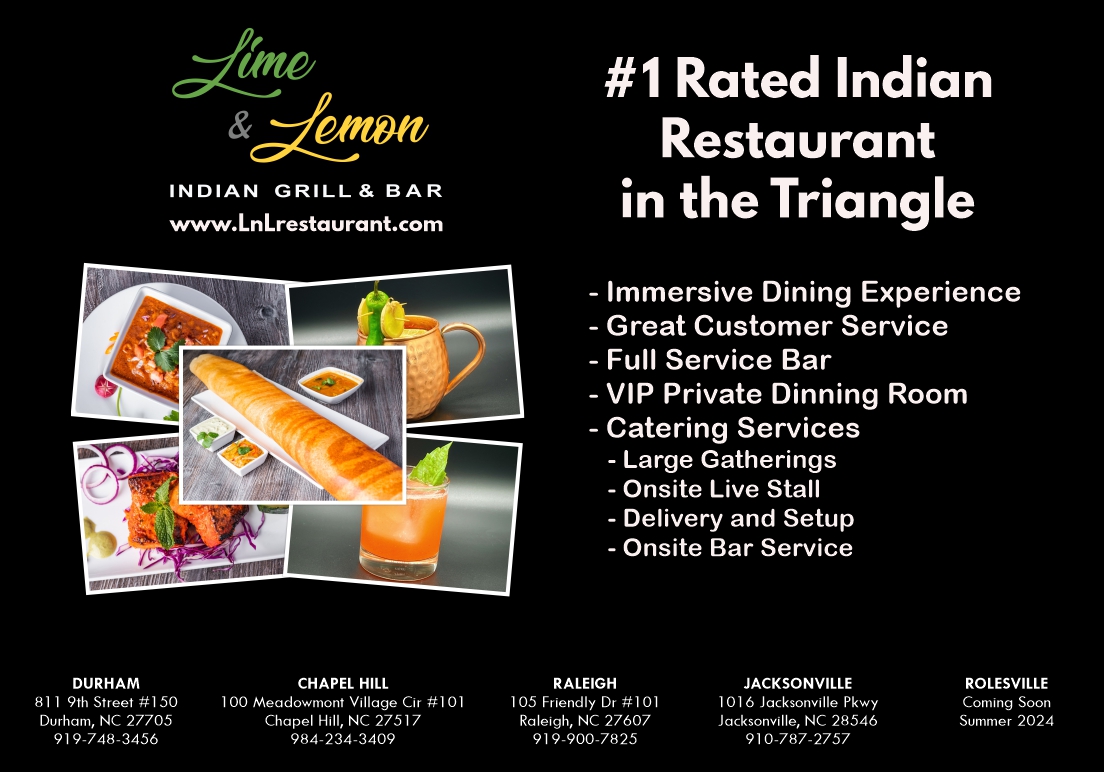 Lime
& Lemon
INDIAN GRILL & BAR
www.LnLrestaurant.com
#1 Rated Indian
Restaurant
in the Triangle
- Immersive Dining Experience
- Great Customer Service
- Full Service Bar
- VIP Private Dinning Room
- Catering Services
- Large Gatherings
- Onsite Live Stall
- Delivery and Setup
- Onsite Bar Service
DURHAM
811 9th Street #150
Durham, NC 27705
919-748-3456
CHAPEL HILL
100 Meadowmont Village Cir #101
Chapel Hill, NC 27517
984-234-3409
RALEIGH
105 Friendly Dr #101
Raleigh, NC 27607
919-900-7825
JACKSONVILLE
1016 Jacksonville Pkwy
Jacksonville, NC 28546
910-787-2757
ROLESVILLE
Coming Soon
Summer 2024